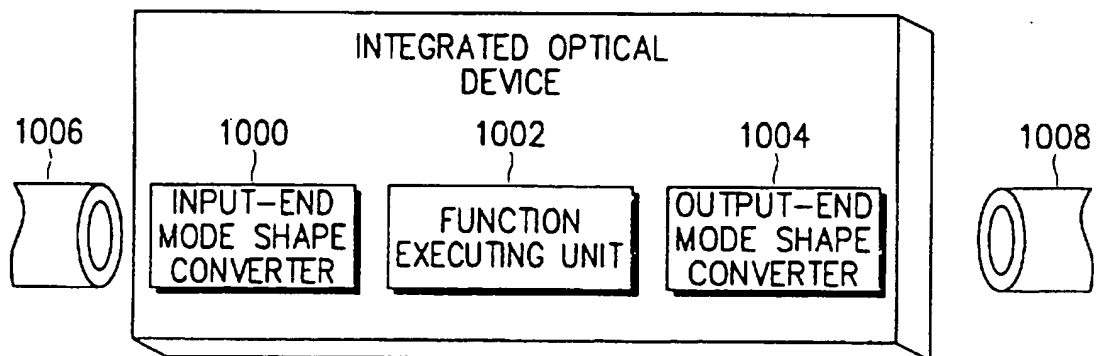 INTEGRATED OPTICAL
DEVICE
1006
1000
1002
1004
1008
INPUT-END
MODE SHAPE
CONVERTER
FUNCTION
EXECUTING UNIT
OUTPUT-END
MODE SHAPE
CONVERTER